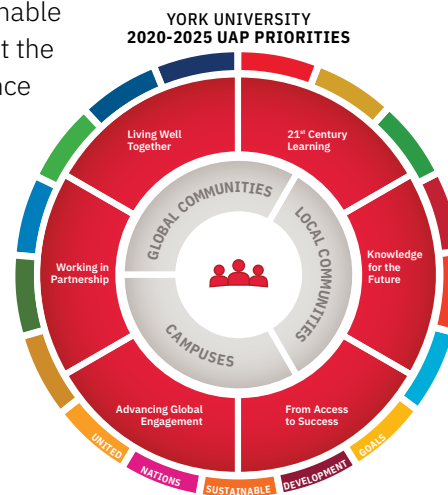 nable
t the
nce
YORK UNIVERSITY
2020-2025 UAP PRIORITIES
Living Well
Together
21st Century
Learning
GLOBAL COMMUNITIES
LOCAL COMMUNITIES
Working in
Partnership
Knowledge
for the
Future
CAMPUSES
Advancing Global
Engagement
From Access
to Success
UNITED
NATIONS
SUSTAINABLE
DEVELOPMENT
GOALS